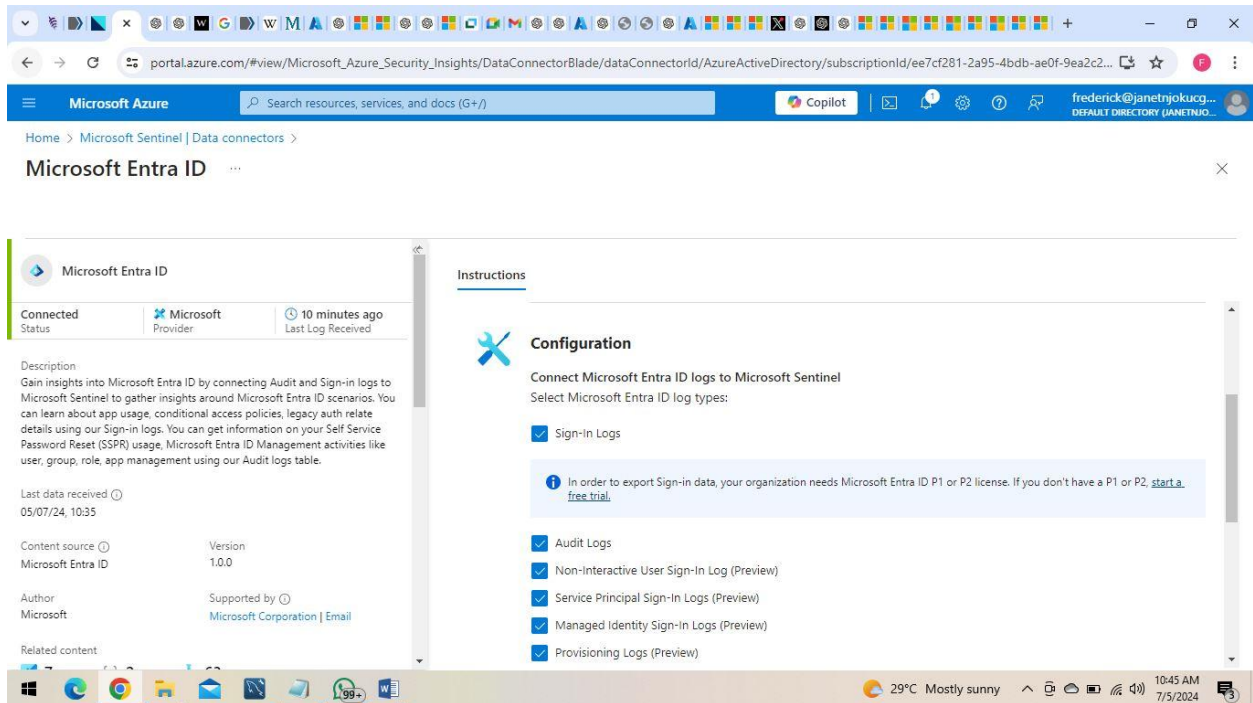 portal.azure.com/#view/Microsoft_Azure_Security_Insights/DataConnectorBlade/dataConnectorId/AzureActiveDirectory/subscriptionId/ee7cf281-2a95-4bdb-ae0f-9ea2c2...
F
Microsoft Azure
Search resources, services, and docs (G+/)
Copilot
1
frederick@janetnjokucg...
DEFAULT DIRECTORY (JANETNJO...
Home > Microsoft Sentinel | Data connectors >
Microsoft Entra ID ...
Microsoft Entra ID
Connected
Status
Microsoft
Provider
10 minutes ago
Last Log Received
Description
Gain insights into Microsoft Entra ID by connecting Audit and Sign-in logs to
Microsoft Sentinel to gather insights around Microsoft Entra ID scenarios. You
can learn about app usage, conditional access policies, legacy auth relate
details using our Sign-in logs. You can get information on your Self Service
Password Reset (SSPR) usage, Microsoft Entra ID Management activities like
user, group, role, app management using our Audit logs table.
Last data received
05/07/24, 10:35
Content source
Microsoft Entra ID
Version
1.0.0
Author
Microsoft
Supported by
Microsoft Corporation | Email
Related content
Instructions
Configuration
Connect Microsoft Entra ID logs to Microsoft Sentinel
Select Microsoft Entra ID log types:
Sign-In Logs
In order to export Sign-in data, your organization needs Microsoft Entra ID P1 or P2 license. If you don't have a P1 or P2, start a
free trial.
Audit Logs
Non-Interactive User Sign-In Log (Preview)
Service Principal Sign-In Logs (Preview)
Managed Identity Sign-In Logs (Preview)
Provisioning Logs (Preview)
99+
29°C Mostly sunny
10:45 AM
7/5/2024
3